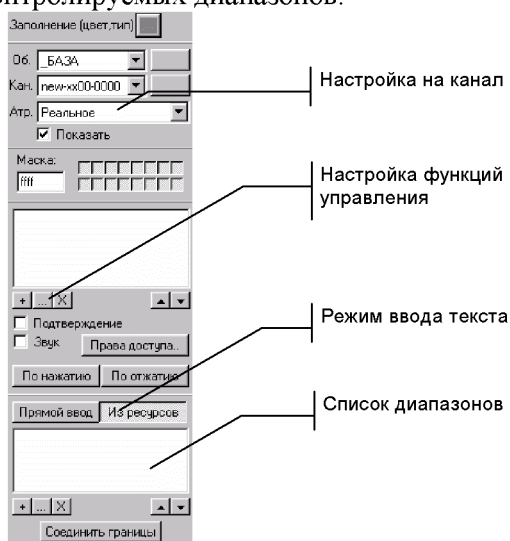 нтролируемых диапазонов.
Заполнение (цвет,тип)
Об. _БАЗА
Кан. new-xx00-0000
Настройка на канал
Атр. Реальное
Показать
Маска:
ffff
Настройка функций
управления
+ ... X
Подтверждение
Звук Права доступа..
Режим ввода текста
По нажатию По отжатию
Прямой ввод Из ресурсов
Список диапазонов
+ ... X
Соединить границы